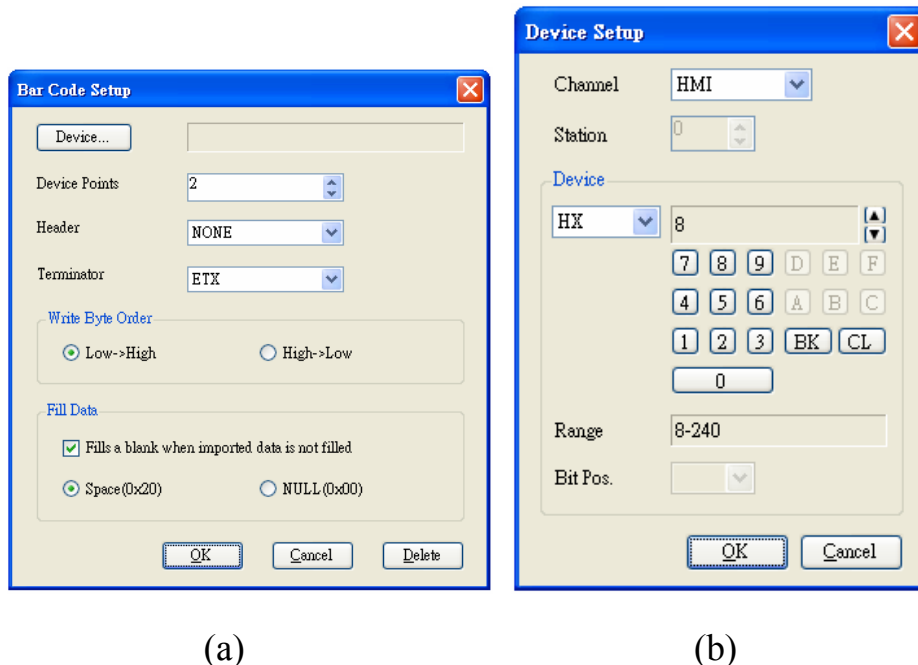 Bar Code Setup
Device...
Device Points 2
Header NONE
Terminator ETX
Write Byte Order
Low->High High->Low
Fill Data
Fills a blank when imported data is not filled
Space(0x20) NULL(0x00)
OK Cancel Delete
(a)
Device Setup
Channel HMI
Station 0
Device
HX 8
7 8 9 D E F
4 5 6 A B C
1 2 3 BK CL
0
Range 8-240
Bit Pos.
OK Cancel
(b)